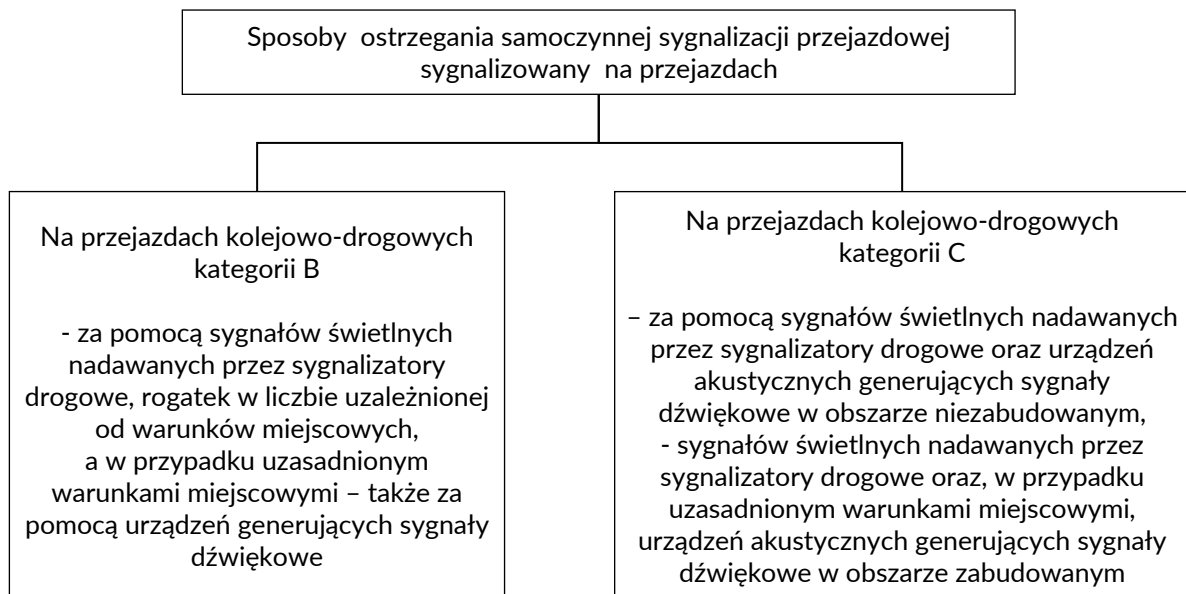 Sposoby ostrzegania samoczynnej sygnalizacji przejazdowej
sygnalizowany na przejazdach
Na przejazdach kolejowo-drogowych
kategorii B
- za pomocą sygnałów świetlnych
nadawanych przez sygnalizatory
drogowe, rogatek w liczbie uzależnionej
od warunków miejscowych,
a w przypadku uzasadnionym
warunkami miejscowymi – także za
pomocą urządzeń generujących sygnały
dźwiękowe
Na przejazdach kolejowo-drogowych
kategorii C
– za pomocą sygnałów świetlnych nadawanych
przez sygnalizatory drogowe oraz urządzeń
akustycznych generujących sygnały
dźwiękowe w obszarze niezabudowanym,
- sygnałów świetlnych nadawanych przez
sygnalizatory drogowe oraz, w przypadku
uzasadnionym warunkami miejscowymi,
urządzeń akustycznych generujących sygnały
dźwiękowe w obszarze zabudowanym